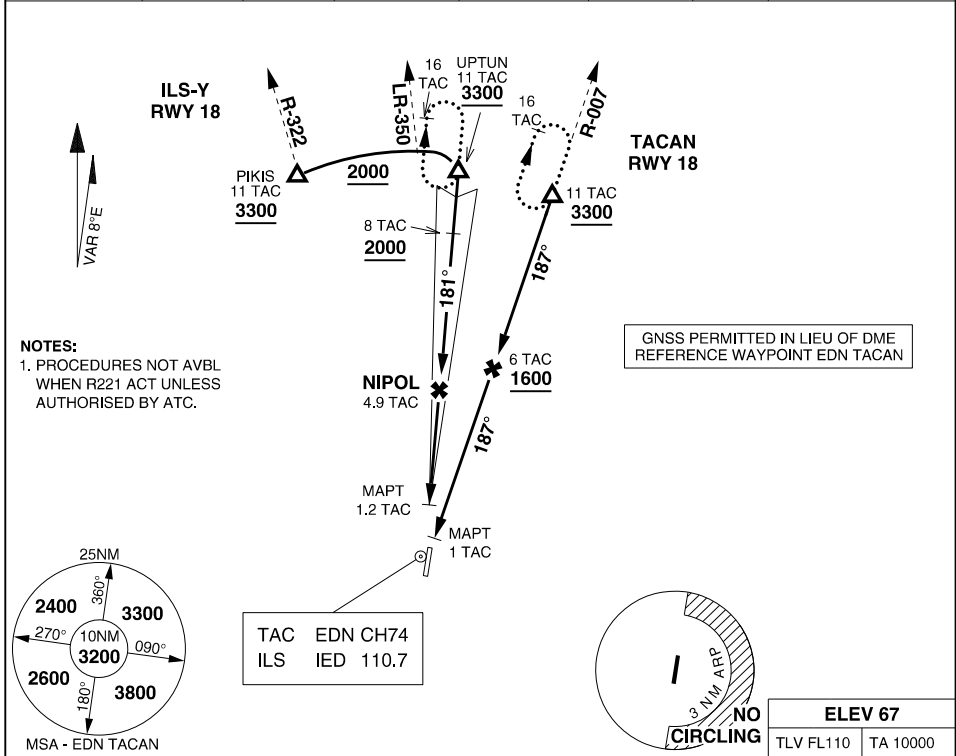 ILS-Y
RWY 18
R-322
LR-350
16
TAC
UPTUN
11 TAC
3300
16
TAC
R-007
TACAN
RWY 18
PIKIS
11 TAC
3300
2000
11 TAC
3300
8 TAC
2000
VAR 8°E
181°
187°
NOTES:
1. PROCEDURES NOT AVBL
WHEN R221 ACT UNLESS
AUTHORISED BY ATC.
GNSS PERMITTED IN LIEU OF DME
REFERENCE WAYPOINT EDN TACAN
NIPOL
4.9 TAC
6 TAC
1600
187°
MAPT
1.2 TAC
MAPT
1 TAC
25NM
2400
360°
3300
270°
10NM
3200
090°
2600
180°
3800
MSA - EDN TACAN
TAC EDN CH74
ILS IED 110.7
3 NM ARP
NO
CIRCLING
ELEV 67
TLV FL110
TA 10000